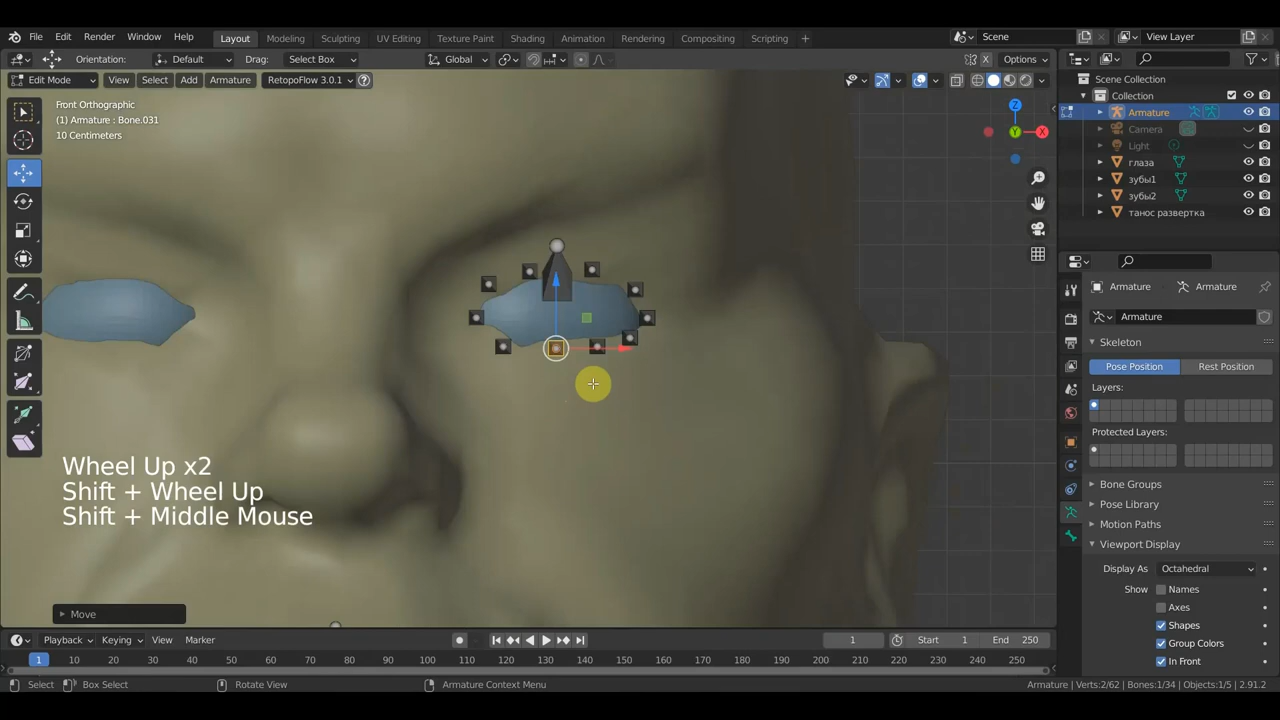 File Edit Render Window Help Layout Modeling Sculpting UV Editing Texture Paint Shading Animation Rendering Compositing Scripting + Scene View Layer
Orientation: Default Drag: Select Box Global X Options
Edit Mode View Select Add Armature RetopoFlow 3.0.1 ?
Front Orthographic
(1) Armature : Bone.031
10 Centimeters
Z
Y
X
Wheel Up x2
Shift + Wheel Up
Shift + Middle Mouse
Move
Scene Collection
Collection
Armature
Camera
Light
глаза
зубы1
зубы2
танос развертка
Armature Armature
Armature
Skeleton
Pose Position Rest Position
Layers:
Protected Layers:
Bone Groups
Pose Library
Motion Paths
Viewport Display
Display As Octahedral
Show Names
Axes
Shapes
Group Colors
In Front
Playback Keying View Marker 1 Start 1 End 250
1 10 20 30 40 50 60 70 80 90 100 110 120 130 140 150 160 170 180 190 200 210 220 230 240 250
Select Box Select Rotate View Armature Context Menu Armature | Verts:2/62 | Bones:1/34 | Objects:1/5 | 2.91.2